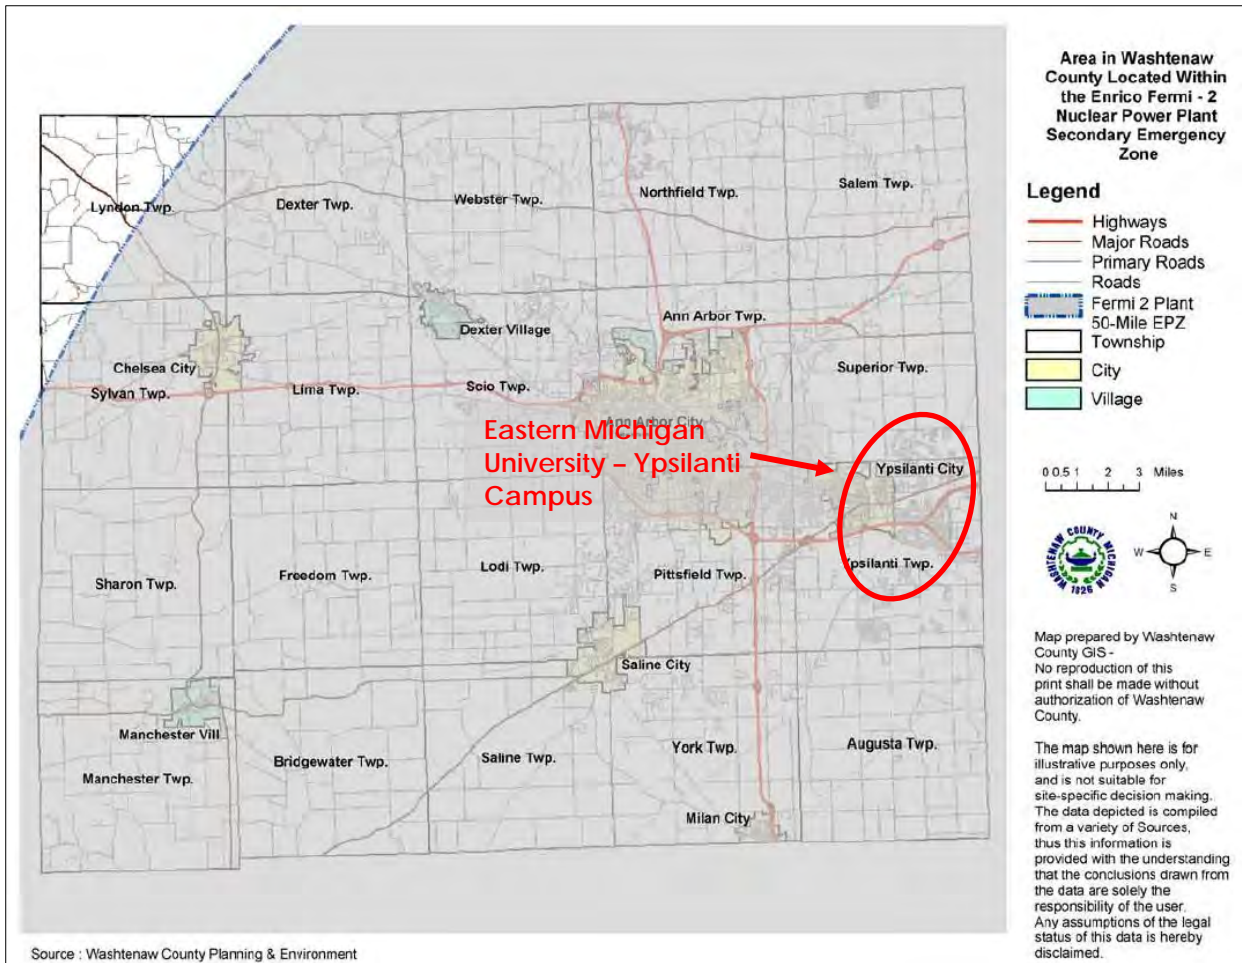 Area in Washtenaw
County Located Within
the Enrico Fermi - 2
Nuclear Power Plant
Secondary Emergency
Zone
Legend
Highways
Major Roads
Primary Roads
Roads
Fermi 2 Plant
50-Mile EPZ
Township
City
Village
0 0.5 1 2 3 Miles
WASHTENAW COUNTY MICHIGAN
1826
N
W E
S
Map prepared by Washtenaw
County GIS -
No reproduction of this
print shall be made without
authorization of Washtenaw
County.
The map shown here is for
illustrative purposes only,
and is not suitable for
site-specific decision making.
The data depicted is compiled
from a variety of Sources,
thus this information is
provided with the understanding
that the conclusions drawn from
the data are solely the
responsibility of the user.
Any assumptions of the legal
status of this data is hereby
disclaimed.
Lyndon Twp.
Dexter Twp.
Webster Twp.
Northfield Twp.
Salem Twp.
Dexter Village
Ann Arbor Twp.
Chelsea City
Sylvan Twp.
Lima Twp.
Scio Twp.
Superior Twp.
Ann Arbor City
Eastern Michigan
University – Ypsilanti
Campus
Ypsilanti City
Sharon Twp.
Freedom Twp.
Lodi Twp.
Pittsfield Twp.
Ypsilanti Twp.
Saline City
Manchester Vill
Manchester Twp.
Bridgewater Twp.
Saline Twp.
York Twp.
Augusta Twp.
Milan City
Source : Washtenaw County Planning & Environment